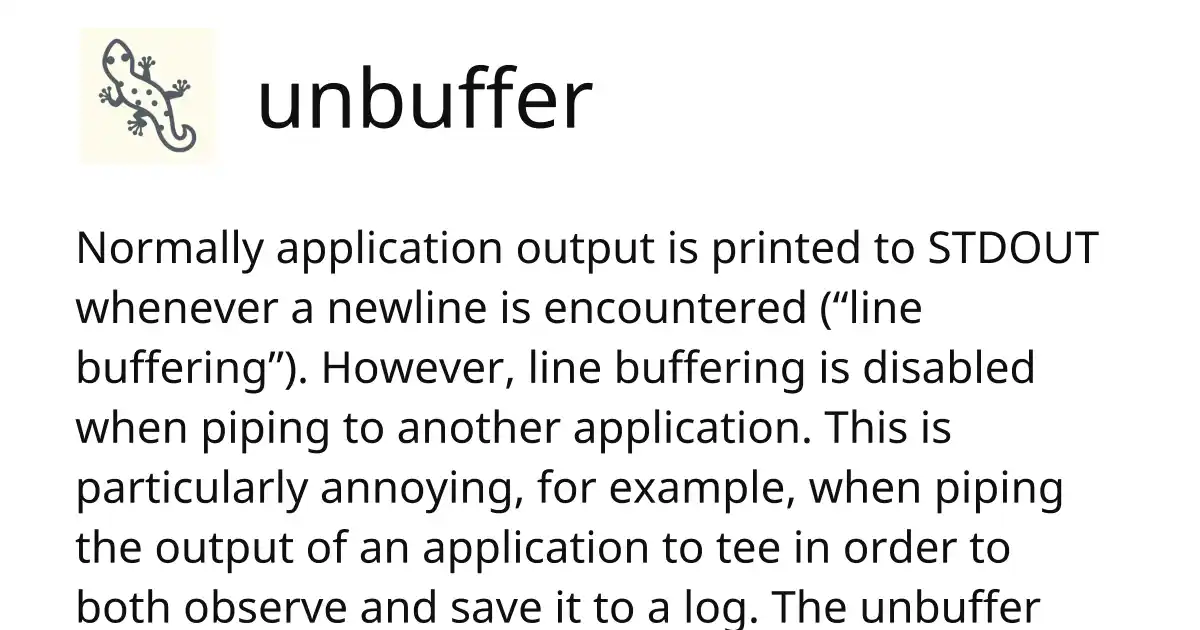 unbuffer
Normally application output is printed to STDOUT
whenever a newline is encountered (“line
buffering”). However, line buffering is disabled
when piping to another application. This is
particularly annoying, for example, when piping
the output of an application to tee in order to
both observe and save it to a log. The unbuffer